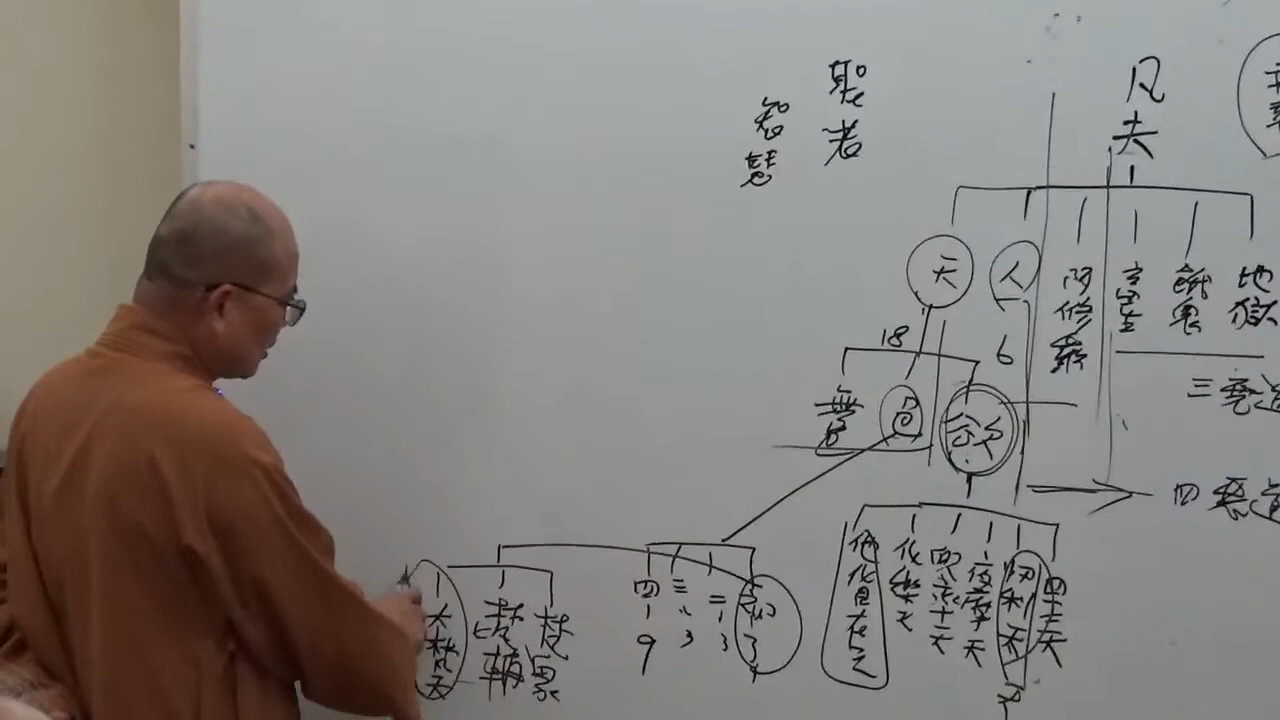 凡夫
聖者
智慧
天
人
阿修羅
畜生
餓鬼
地獄
18
6
三惡道
無色
色
欲
四惡道
他化自在天
化樂天
兜率天
夜摩天
忉利天
四王天
四
9
三
3
二
3
初
3
大梵天
梵輔
梵眾